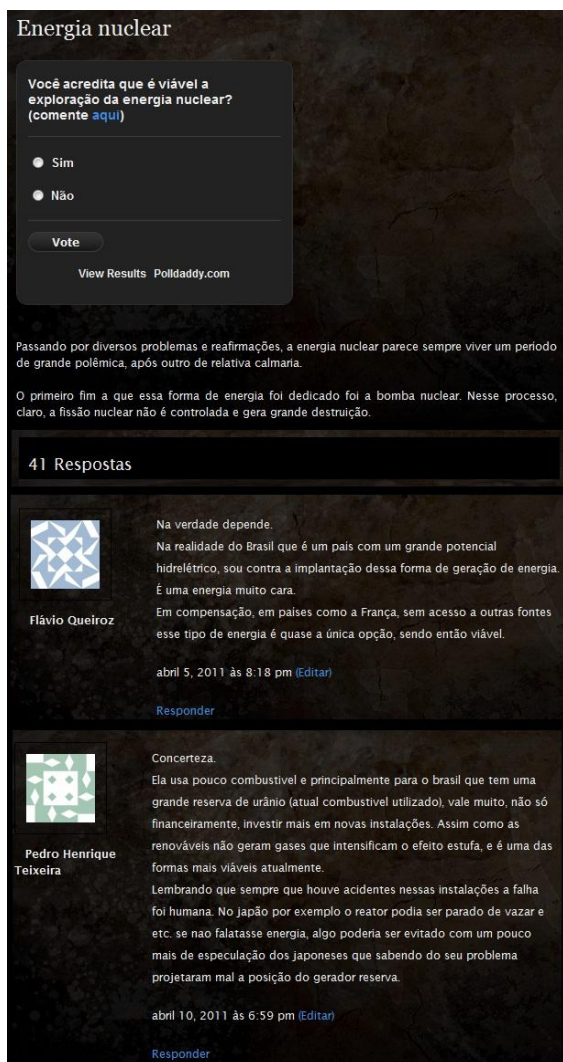 Energia nuclear
Você acredita que é viável a
exploração da energia nuclear?
(comente aqui)
Sim
Não
Vote
View Results Polldaddy.com
Passando por diversos problemas e reafirmações, a energia nuclear parece sempre viver um período
de grande polêmica, após outro de relativa calmaria.
O primeiro fim a que essa forma de energia foi dedicado foi a bomba nuclear. Nesse processo,
claro, a fissão nuclear não é controlada e gera grande destruição.
41 Respostas
Flávio Queiroz
Na verdade depende.
Na realidade do Brasil que é um país com um grande potencial
hidrelétrico, sou contra a implantação dessa forma de geração de energia.
É uma energia muito cara.
Em compensação, em países como a França, sem acesso a outras fontes
esse tipo de energia é quase a única opção, sendo então viável.
abril 5, 2011 às 8:18 pm (Editar)
Responder
Pedro Henrique
Teixeira
Concerteza.
Ela usa pouco combustivel e principalmente para o brasil que tem uma
grande reserva de urânio (atual combustivel utilizado), vale muito, não só
financeiramente, investir mais em novas instalações. Assim como as
renováveis não geram gases que intensificam o efeito estufa, e é uma das
formas mais viáveis atualmente.
Lembrando que sempre que houve acidentes nessas instalações a falha
foi humana. No japão por exemplo o reator podia ser parado de vazar e
etc. se nao falatasse energia, algo poderia ser evitado com um pouco
mais de especulação dos japoneses que sabendo do seu problema
projetaram mal a posição do gerador reserva.
abril 10, 2011 às 6:59 pm (Editar)
Responder